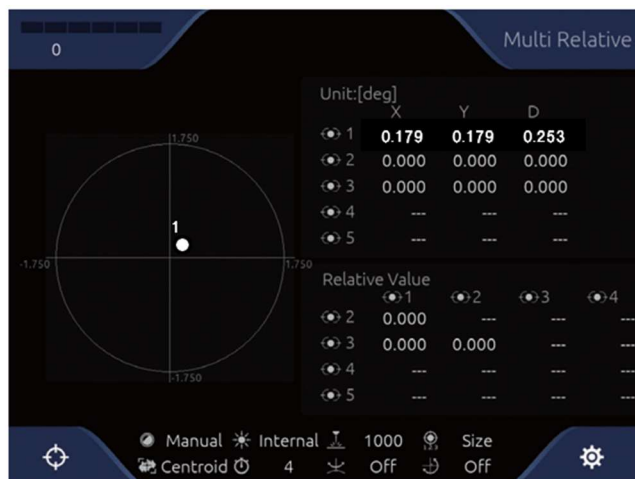 0
Multi Relative
1.750
-1.750
1.750
-1.750
1
Unit:[deg]
X Y D
1 0.179 0.179 0.253
2 0.000 0.000 0.000
3 0.000 0.000 0.000
4 --- --- ---
5 --- --- ---
Relative Value
1 2 3 4
2 0.000 --- --- ---
3 0.000 0.000 --- ---
4 --- --- --- ---
5 --- --- --- ---
Manual Internal 1000 Size
Centroid 4 Off Off